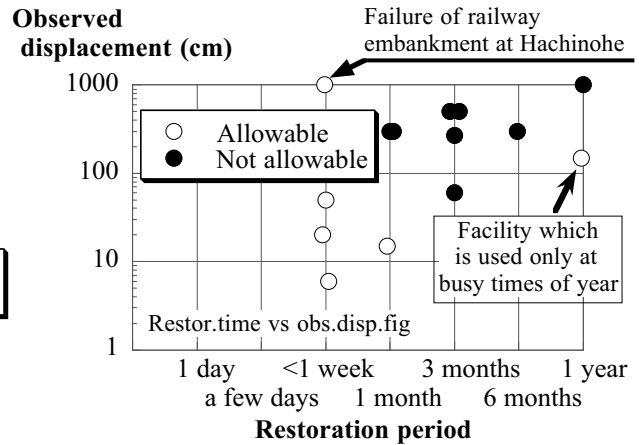 Observed
displacement (cm)
Failure of railway
embankment at Hachinohe
1000
100
10
1
Allowable
Not allowable
Facility which
is used only at
busy times of year
Restor.time vs obs.disp.fig
1 day
<1 week
3 months
1 year
a few days
1 month
6 months
Restoration period